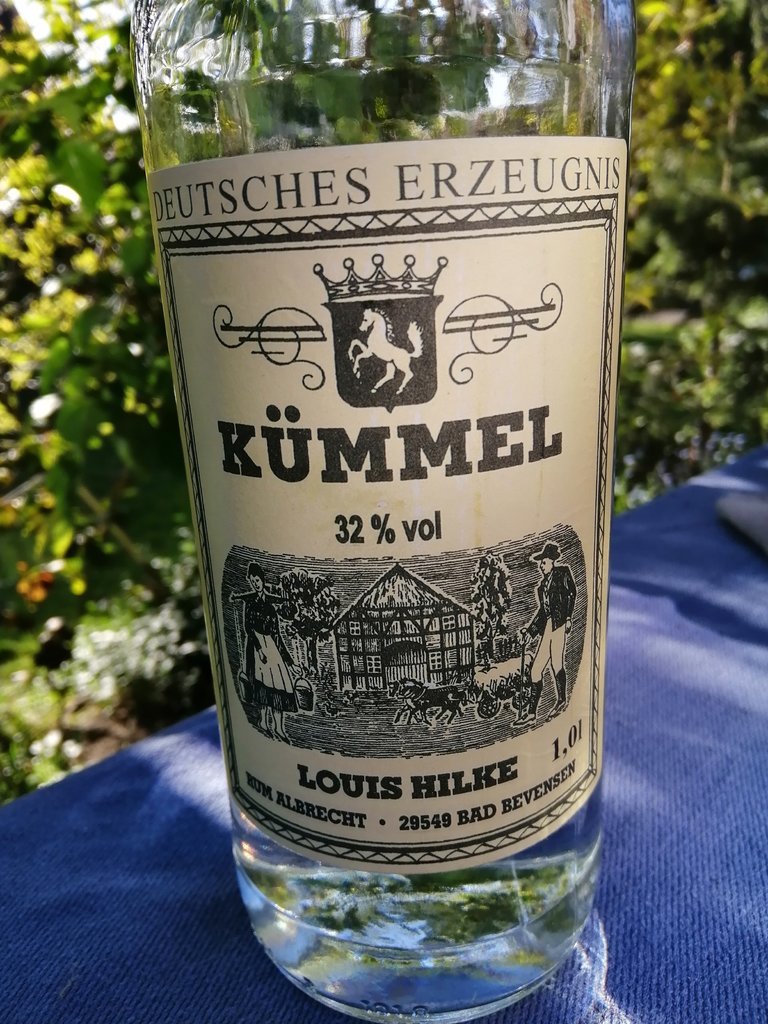 DEUTSCHES ERZEUGNIS
KÜMMEL
32 % vol
1,0l
LOUIS HILKE
RUM ALBRECHT · 29549 BAD BEVENSEN